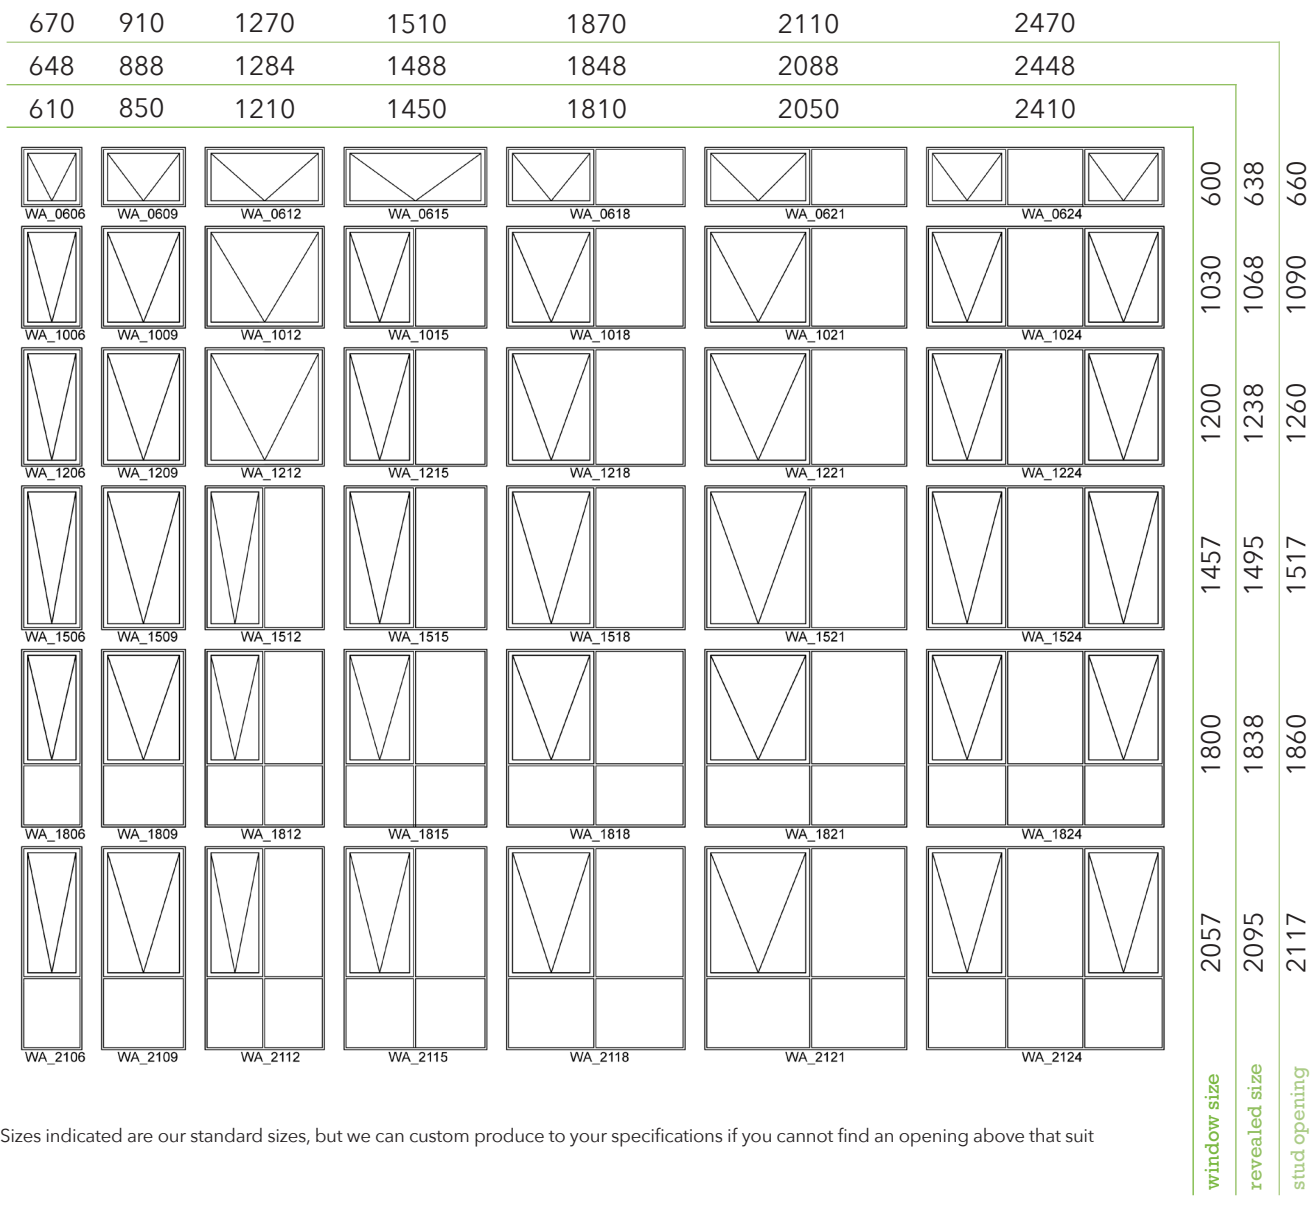 670 910 1270 1510 1870 2110 2470
648 888 1284 1488 1848 2088 2448
610 850 1210 1450 1810 2050 2410
600 638 660
WA_0606 WA_0609 WA_0612 WA_0615 WA_0618 WA_0621 WA_0624
1030 1068 1090
WA_1006 WA_1009 WA_1012 WA_1015 WA_1018 WA_1021 WA_1024
1200 1238 1260
WA_1206 WA_1209 WA_1212 WA_1215 WA_1218 WA_1221 WA_1224
1457 1495 1517
WA_1506 WA_1509 WA_1512 WA_1515 WA_1518 WA_1521 WA_1524
1800 1838 1860
WA_1806 WA_1809 WA_1812 WA_1815 WA_1818 WA_1821 WA_1824
2057 2095 2117
WA_2106 WA_2109 WA_2112 WA_2115 WA_2118 WA_2121 WA_2124
window size
revealed size
stud opening
Sizes indicated are our standard sizes, but we can custom produce to your specifications if you cannot find an opening above that suit